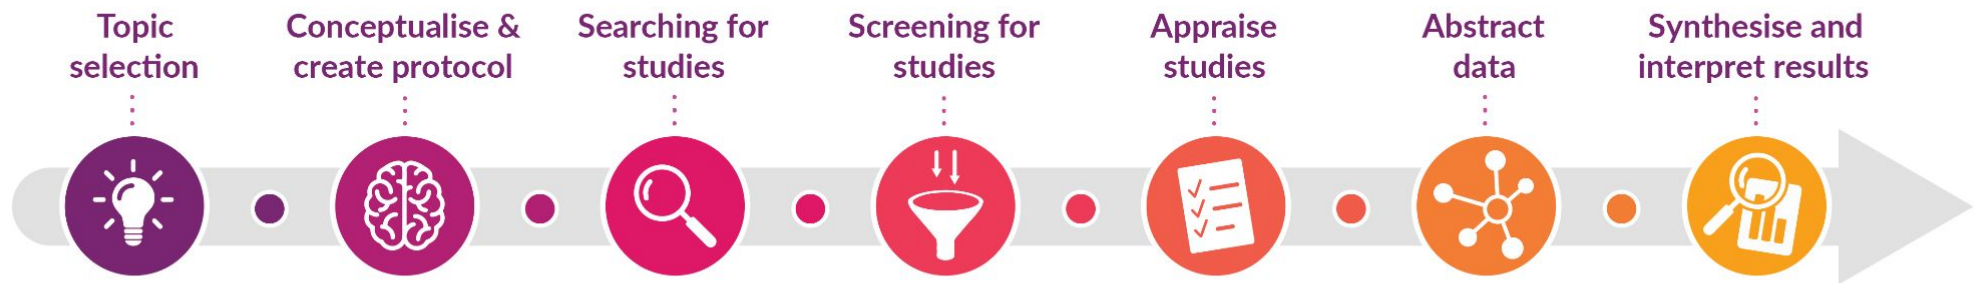 Topic
selection
Conceptualise &
create protocol
Searching for
studies
Screening for
studies
Appraise
studies
Abstract
data
Synthesise and
interpret results